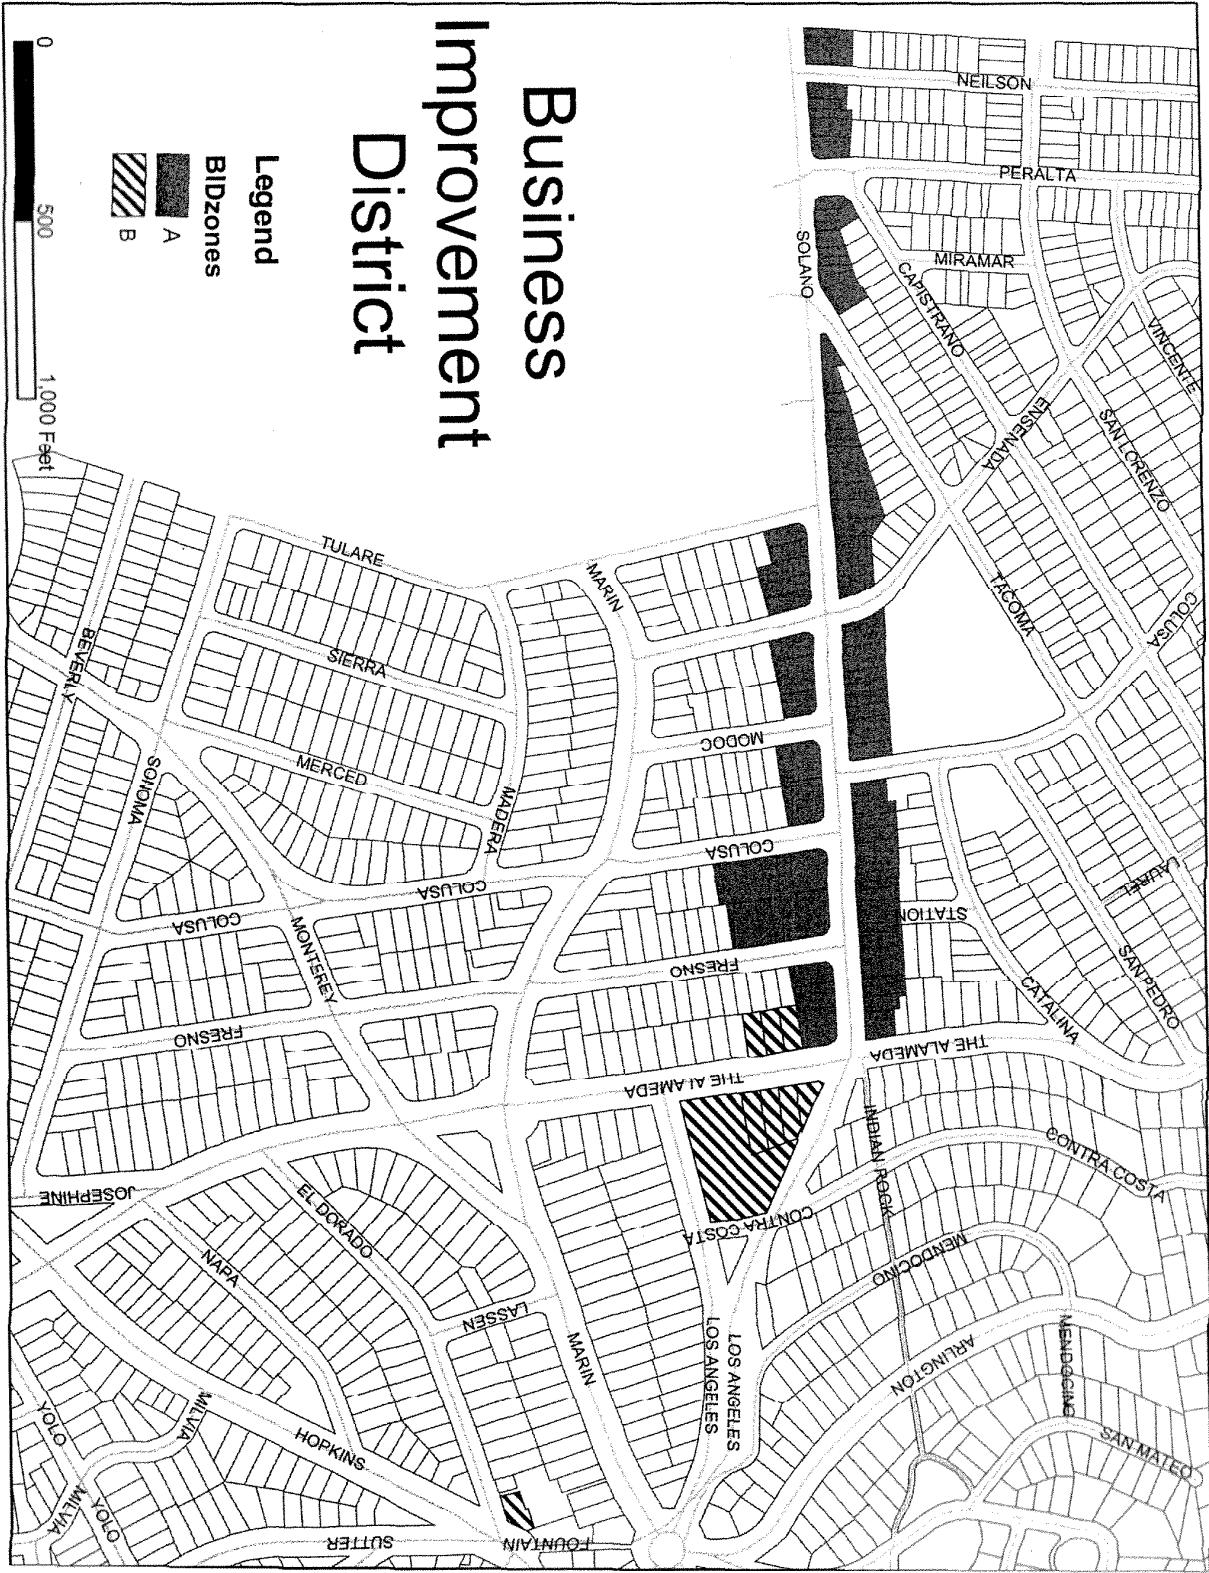 Business
Improvement
District
Legend
BIDzones
A
B
0
500
1,000 Feet
NEILSON
PERALTA
MIRAMAR
SOLANO
CAPISTRANO
VINCENTE
ENSENADA
SAN LORENZO
COLUSA
TACOMA
TULARE
MARIN
SIERRA
BEVERLY
MODOC
MERCED
SONOMA
MADERA
COLUSA
COLUSA
COLUSA
LAUREL
STATION
SAN PEDRO
MONTEREY
FRESNO
CATALINA
FRESNO
THE ALAMEDA
THE ALAMEDA
INDIAN ROCK
CONTRA COSTA
JOSEPHINE
EL DORADO
CONTRA COSTA
NAPA
MENDOCINO
LASSEN
MARIN
LOS ANGELES
LOS ANGELES
ARLINGTON
MENDOCINO
YOLO
MILVIA
HOPKINS
SAN MATEO
MILVIA
YOLO
SUTTER
FOUNTAIN